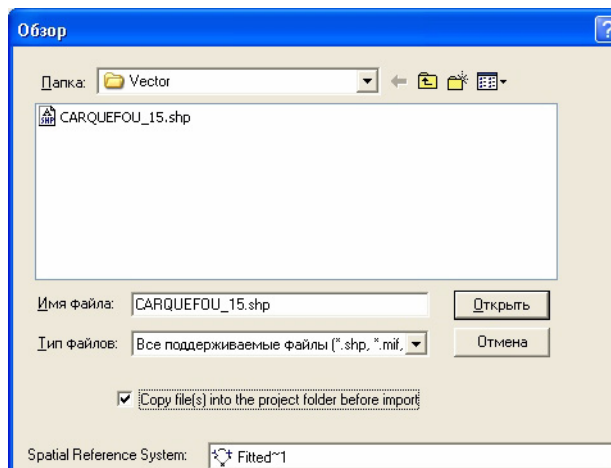 Обзор
?
Папка: Vector
CARQUEFOU_15.shp
Имя файла: CARQUEFOU_15.shp Открыть
Тип файлов: Все поддерживаемые файлы (*.shp, *.mif, Отмена
Copy file(s) into the project folder before import
Spatial Reference System: Fitted~1